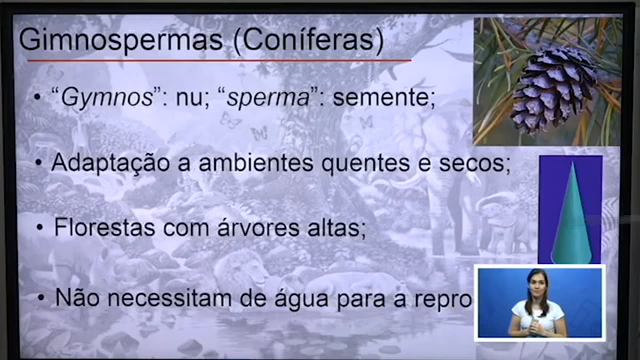 Gimnospermas (Coníferas)
• “Gymnos”: nu; “sperma”: semente;
• Adaptação a ambientes quentes e secos;
• Florestas com árvores altas;
• Não necessitam de água para a repro